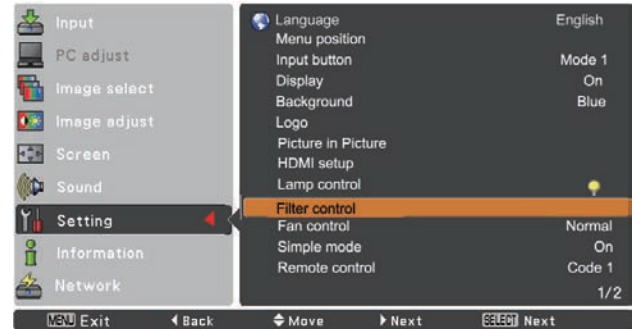 Input
PC adjust
Image select
Image adjust
Screen
Sound
Setting
Information
Network
Language English
Menu position
Input button Mode 1
Display On
Background Blue
Logo
Picture in Picture
HDMI setup
Lamp control
Filter control
Fan control Normal
Simple mode On
Remote control Code 1
1/2
MENU Exit Back Move Next SELECT Next